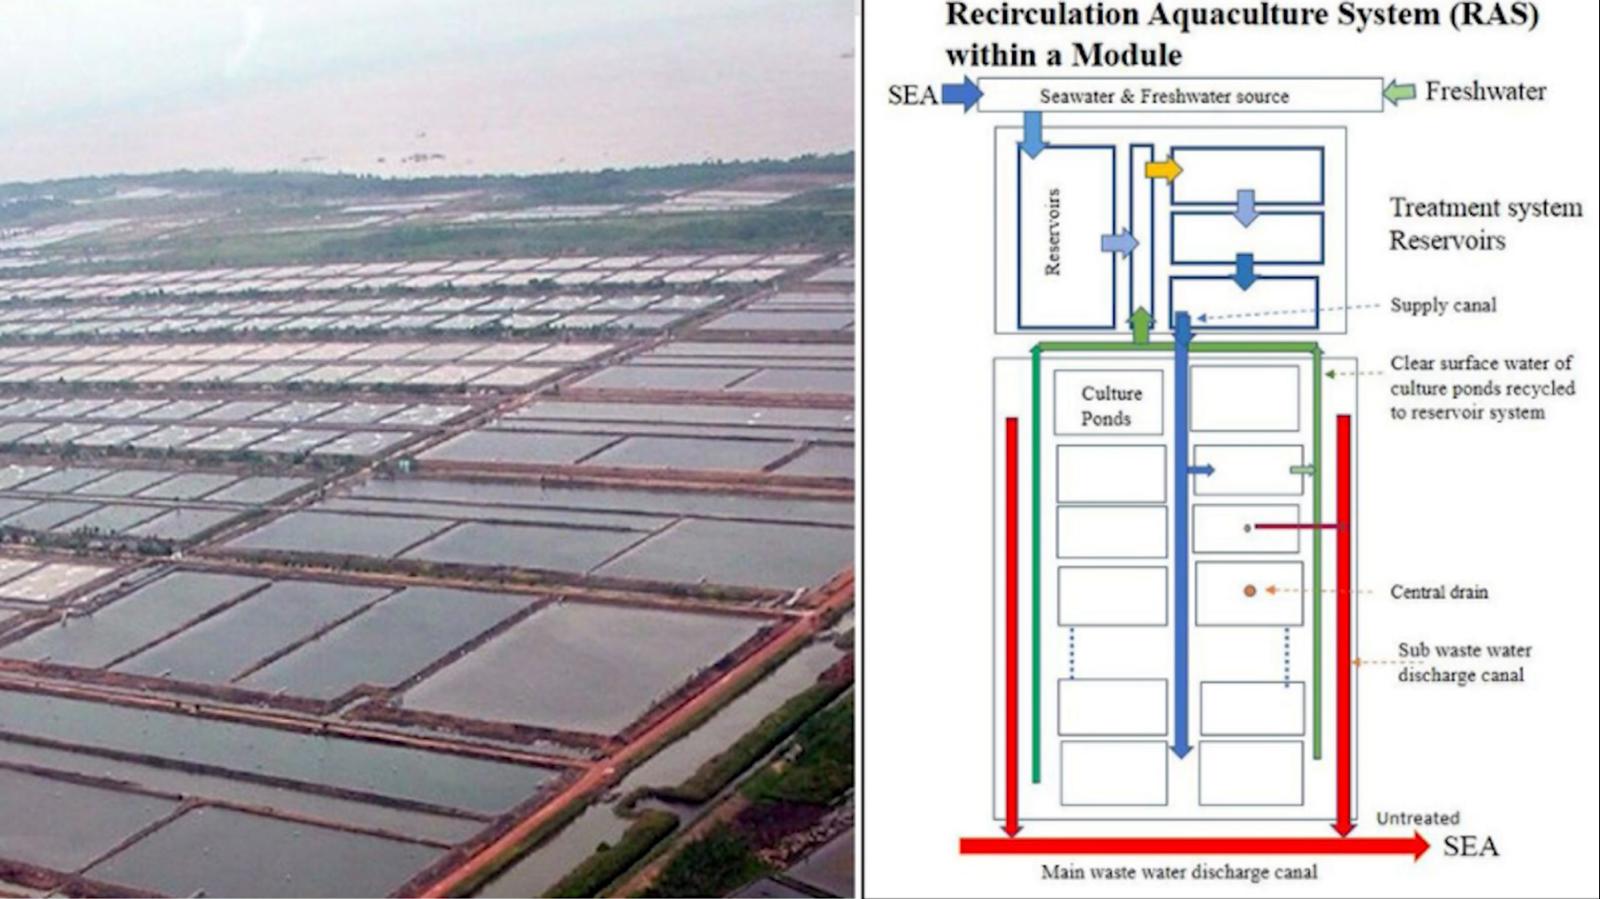 Recirculation Aquaculture System (RAS)
within a Module
SEA
Seawater & Freshwater source
Freshwater
Reservoirs
Treatment system
Reservoirs
Supply canal
Clear surface water of
culture ponds recycled
to reservoir system
Culture
Ponds
Central drain
Sub waste water
discharge canal
Untreated
SEA
Main waste water discharge canal